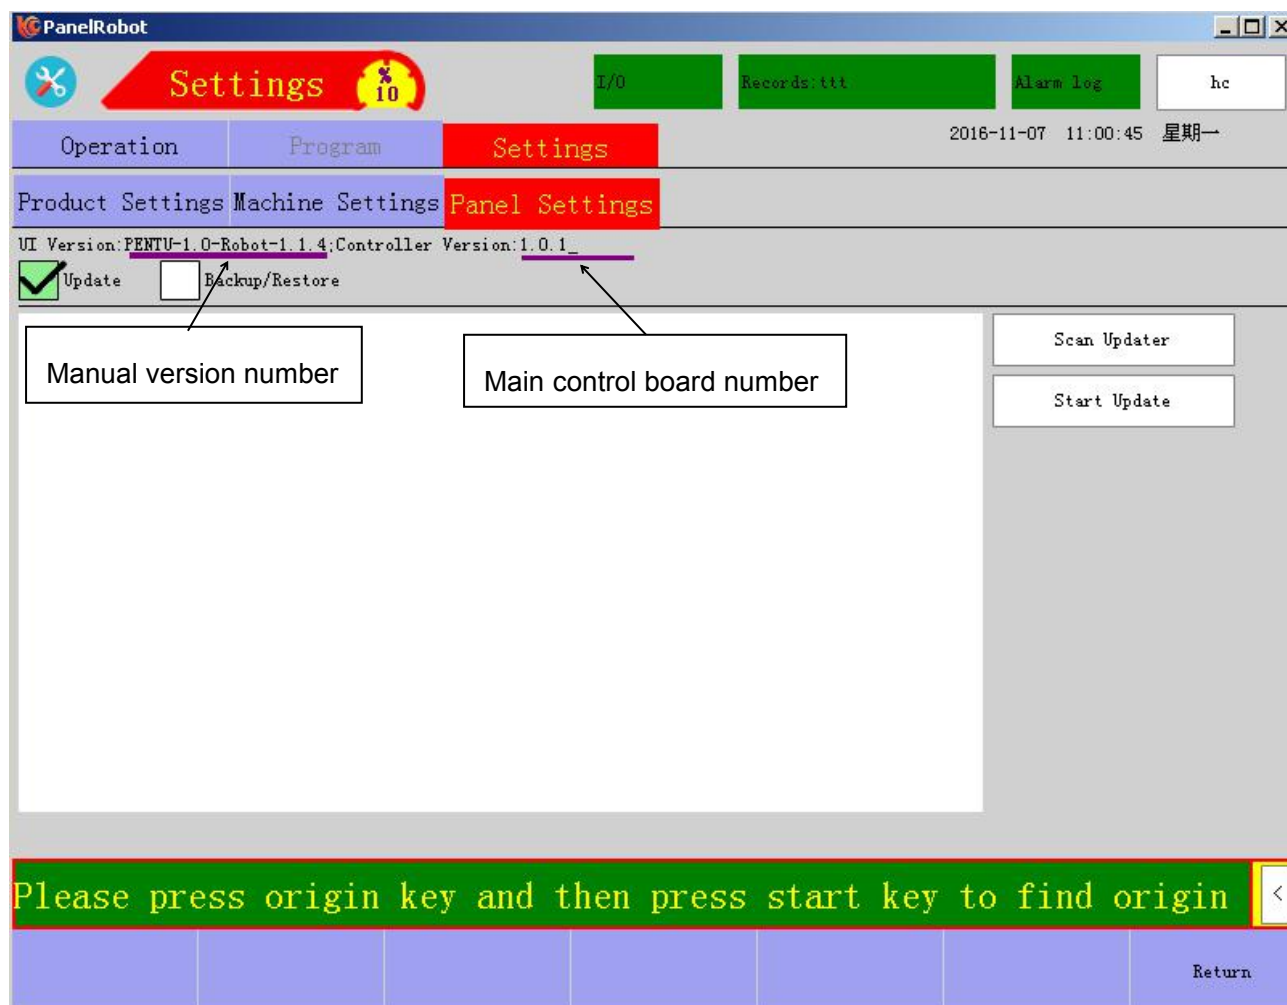 PanelRobot
Settings % 10 I/O Records:ttt Alarm log hc
Operation Program Settings 2016-11-07 11:00:45 星期一
Product Settings Machine Settings Panel Settings
UI Version:PENTU-1.0-Robot-1.1.4;Controller Version:1.0.1_
Update Backup/Restore
Manual version number
Main control board number
Scan Updater
Start Update
Please press origin key and then press start key to find origin <
Return